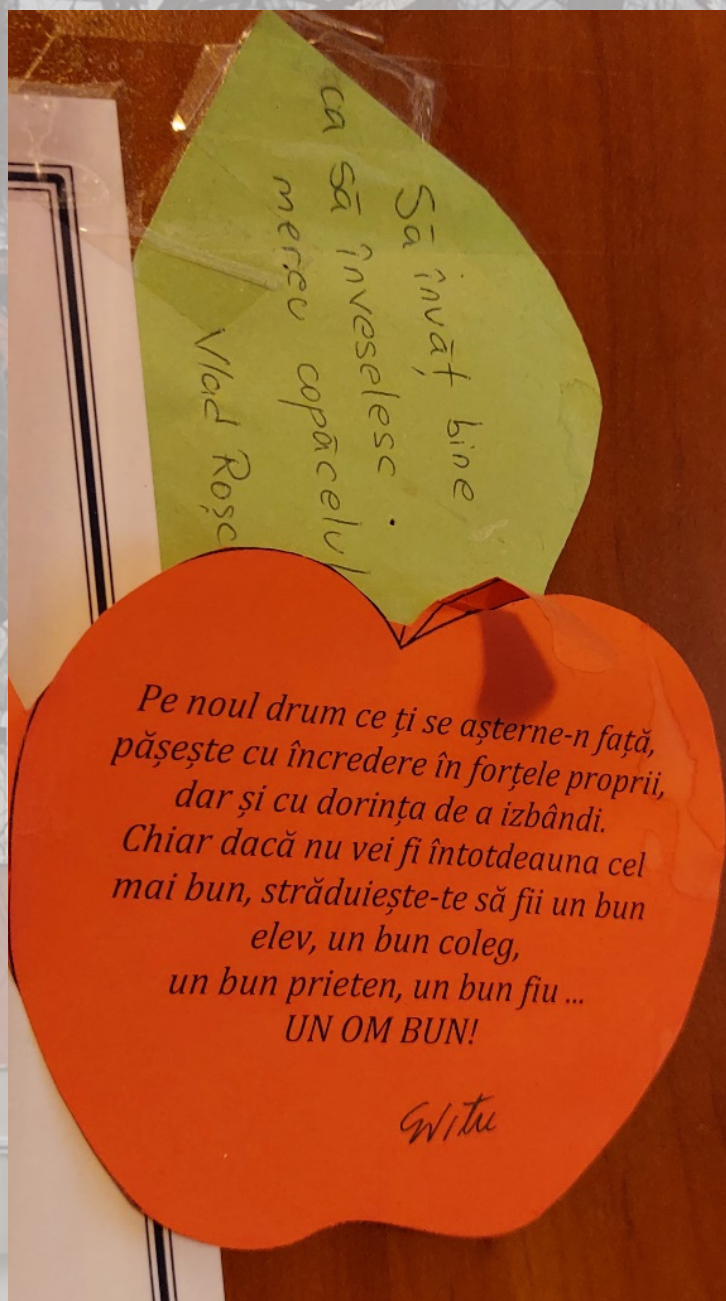 Să învăț bine
ca să înveselesc
mereu copăcelul
Vlad Roșc
Pe noul drum ce ți se așterne-n față,
pășește cu încredere în forțele proprii,
dar și cu dorința de a izbândi.
Chiar dacă nu vei fi întotdeauna cel
mai bun, străduiește-te să fii un bun
elev, un bun coleg,
un bun prieten, un bun fiu ...
UN OM BUN!